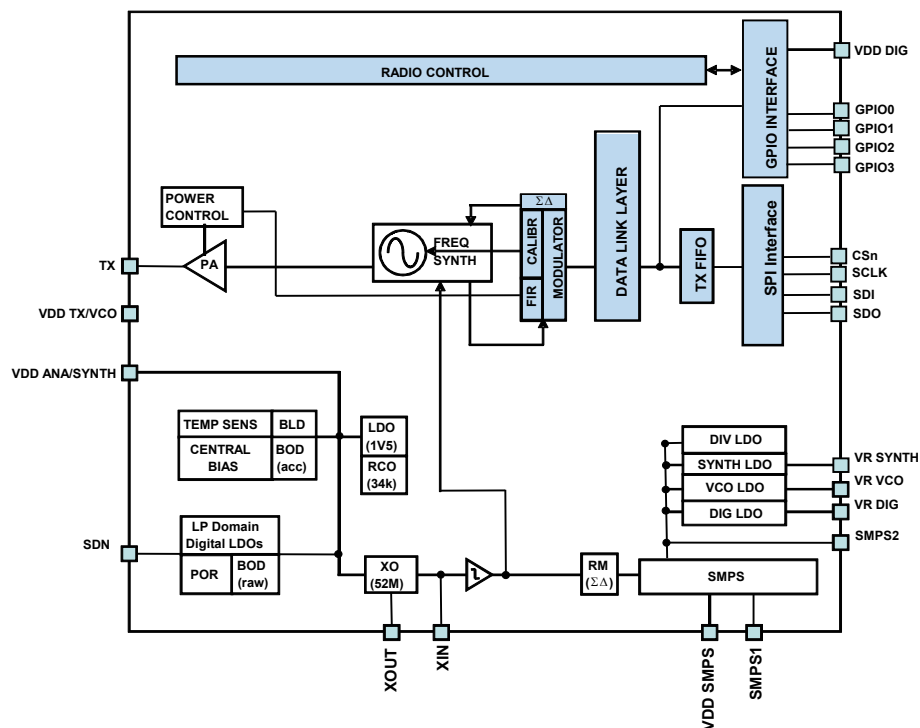 VDD DIG
RADIO CONTROL
GPIO INTERFACE
GPIO0
GPIO1
GPIO2
GPIO3
POWER
CONTROL
ΣΔ
FREQ
SYNTH
CALIBR
FIR
MODULATOR
DATA LINK LAYER
TX FIFO
SPI Interface
CSn
SCLK
SDI
SDO
TX
PA
VDD TX/VCO
VDD ANA/SYNTH
TEMP SENS
BLD
CENTRAL
BIAS
BOD
(acc)
LDO
(1V5)
RCO
(34k)
DIV LDO
SYNTH LDO
VCO LDO
DIG LDO
VR SYNTH
VR VCO
VR DIG
SMPS2
SDN
LP Domain
Digital LDOs
POR
BOD
(raw)
XO
(52M)
RM
(ΣΔ)
SMPS
XOUT
XIN
VDD SMPS
SMPS1